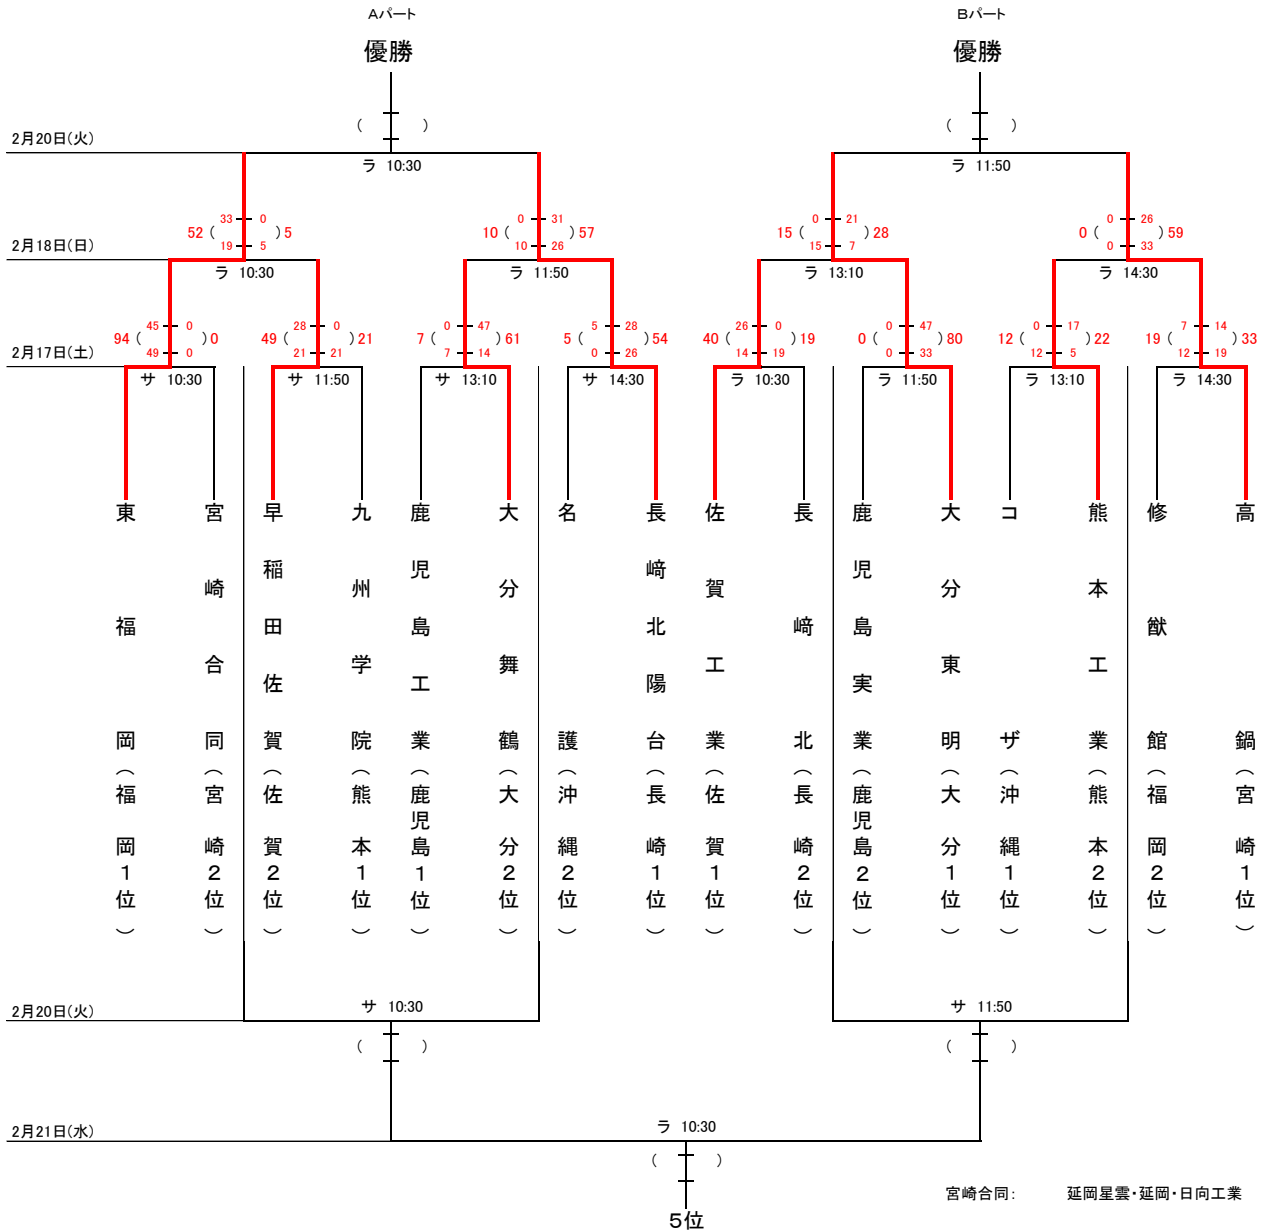 Aパート Bパート
優勝 優勝
( ) ( )
2月20日(火)
ラ 10:30 ラ 11:50
33 0 0 31 0 21 0 26
52 ( ) 5 10 ( ) 57 15 ( ) 28 0 ( ) 59
19 5 10 26 15 7 0 33
2月18日(日)
ラ 10:30 ラ 11:50 ラ 13:10 ラ 14:30
45 0 28 0 0 47 5 28 26 0 0 47 0 17 7 14
94 ( ) 0 49 ( ) 21 7 ( ) 61 5 ( ) 54 40 ( ) 19 0 ( ) 80 12 ( ) 22 19 ( ) 33
49 0 21 21 7 14 0 26 14 19 0 33 12 5 12 19
2月17日(土)
サ 10:30 サ 11:50 サ 13:10 サ 14:30 ラ 10:30 ラ 11:50 ラ 13:10 ラ 14:30
東福岡(福岡1位)
宮崎合同(宮崎2位)
早稲田佐賀(佐賀2位)
九州学院(熊本1位)
鹿児島工業(鹿児島1位)
大分舞鶴(大分2位)
名護(沖縄2位)
長﨑北陽台(長崎1位)
佐賀工業(佐賀1位)
長﨑北(長崎2位)
鹿児島実業(鹿児島2位)
大分東明(大分1位)
コザ(沖縄1位)
熊本工業(熊本2位)
修猷館(福岡2位)
高鍋(宮崎1位)
サ 10:30 サ 11:50
2月20日(火)
( ) ( )
ラ 10:30
2月21日(水)
( )
宮崎合同: 延岡星雲・延岡・日向工業
5位